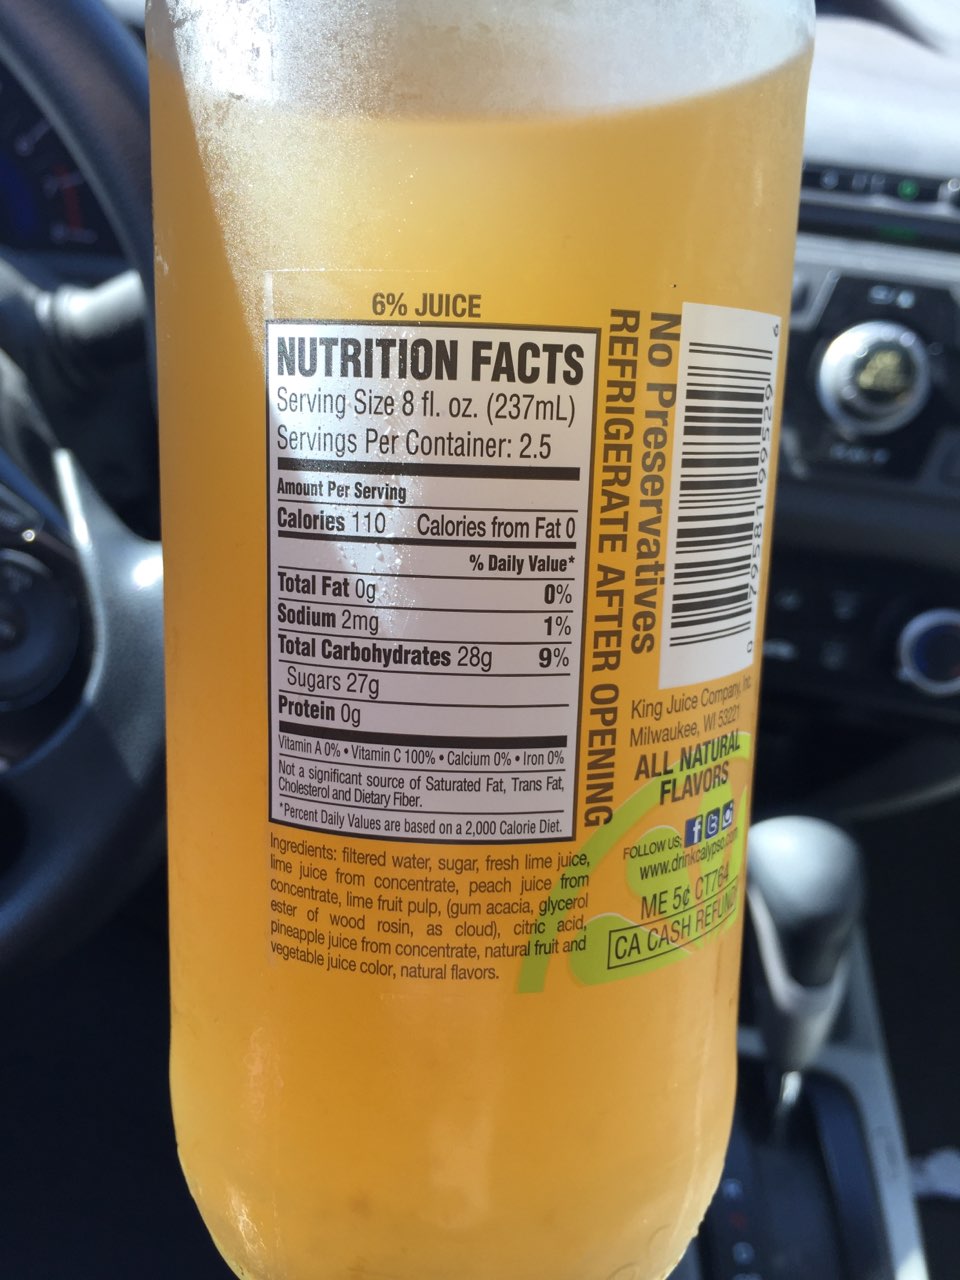 6% JUICE
NUTRITION FACTS
Serving Size 8 fl. oz. (237mL)
Servings Per Container: 2.5
Amount Per Serving
Calories 110 Calories from Fat 0
% Daily Value*
Total Fat 0g 0%
Sodium 2mg 1%
Total Carbohydrates 28g 9%
Sugars 27g
Protein 0g
Vitamin A 0% • Vitamin C 100% • Calcium 0% • Iron 0%
Not a significant source of Saturated Fat, Trans Fat,
Cholesterol and Dietary Fiber.
*Percent Daily Values are based on a 2,000 Calorie Diet.
Ingredients: filtered water, sugar, fresh lime juice,
lime juice from concentrate, peach juice from
concentrate, lime fruit pulp, (gum acacia, glycerol
ester of wood rosin, as cloud), citric acid,
pineapple juice from concentrate, natural fruit and
vegetable juice color, natural flavors.
No Preservatives
REFRIGERATE AFTER OPENING
0 79581 99529 6
King Juice Company, Inc.
Milwaukee, WI 53221
ALL NATURAL
FLAVORS
FOLLOW US:
www.drinkcalypso.com
ME 5¢ CT764
CA CASH REFUND